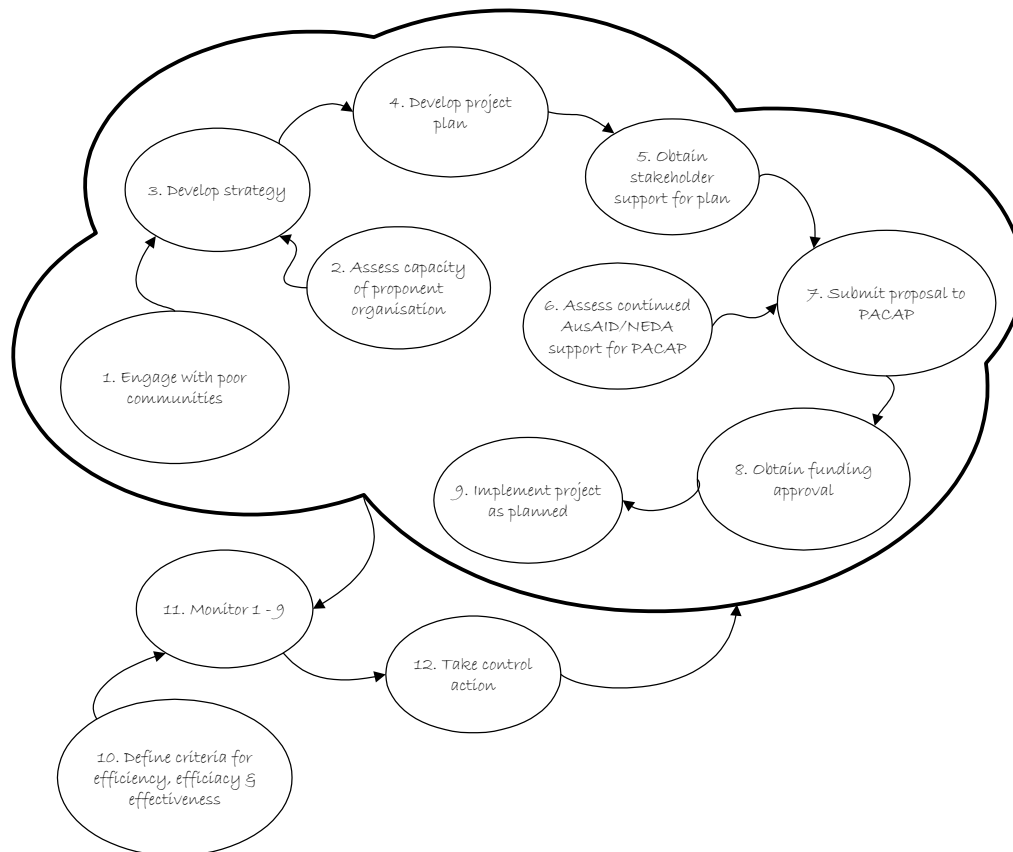 4. Develop project
plan
5. Obtain
stakeholder
support for plan
3. Develop strategy
2. Assess capacity
of proponent
organisation
6. Assess continued
AusAID/NEDA
support for PACAP
7. Submit proposal to
PACAP
1. Engage with poor
communities
8. Obtain funding
approval
9. Implement project
as planned
11. Monitor 1 - 9
12. Take control
action
10. Define criteria for
efficiency, efficiacy &
effectiveness